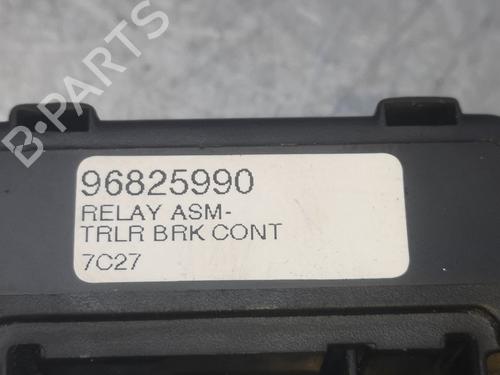 B-PARTS
96825990
RELAY ASM-
TRLR BRK CONT
7C27